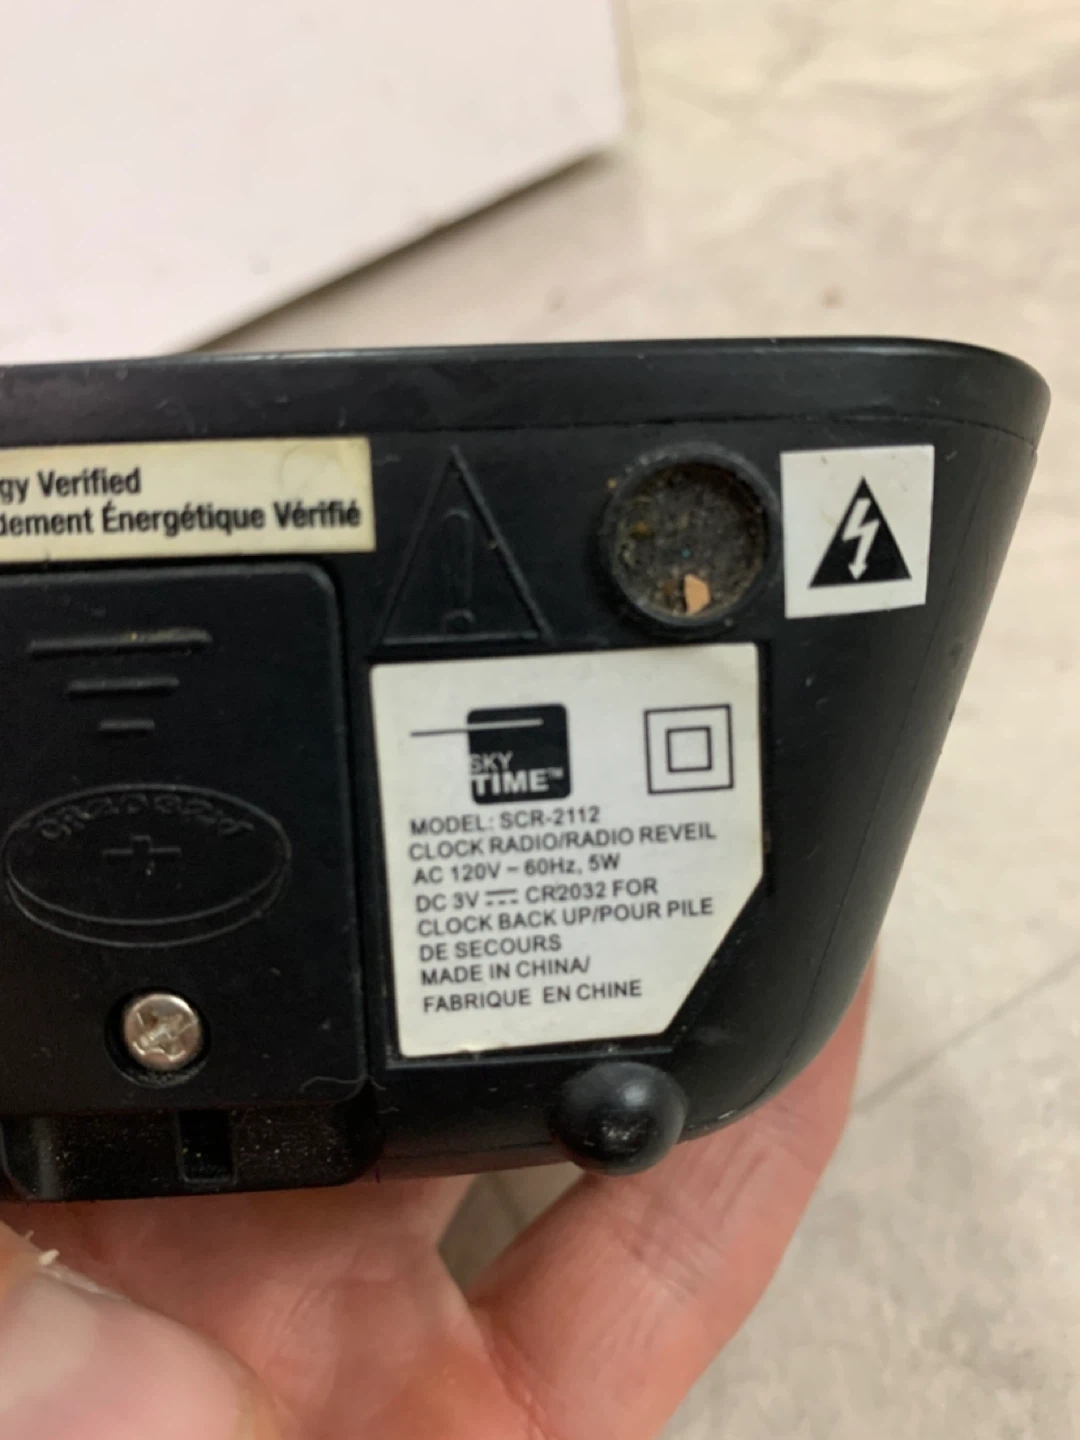 gy Verified
dement Énergétique Vérifié
SKY
TIME™
MODEL: SCR-2112
CLOCK RADIO/RADIO REVEIL
AC 120V ~ 60Hz, 5W
DC 3V ⎓ CR2032 FOR
CLOCK BACK UP/POUR PILE
DE SECOURS
MADE IN CHINA/
FABRIQUE EN CHINE